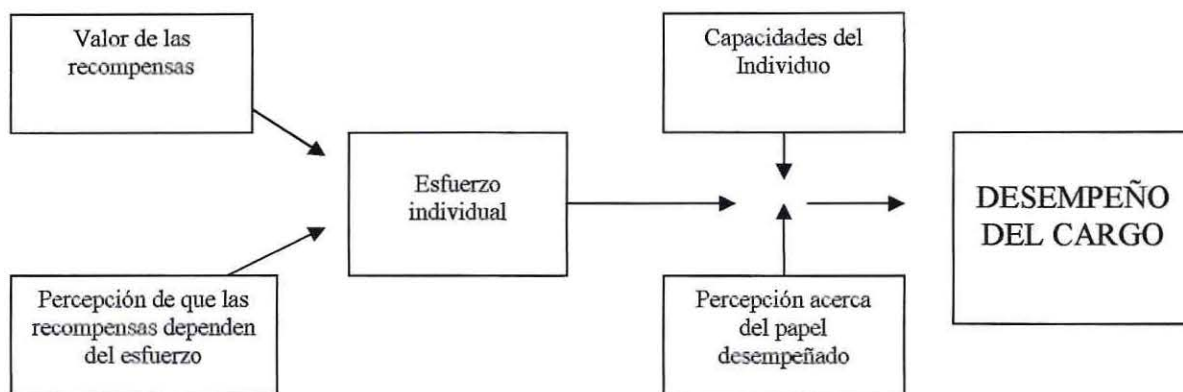 Valor de las
recompensas
Capacidades del
Individuo
Esfuerzo
individual
DESEMPEÑO
DEL CARGO
Percepción de que las
recompensas dependen
del esfuerzo
Percepción acerca
del papel
desempeñado